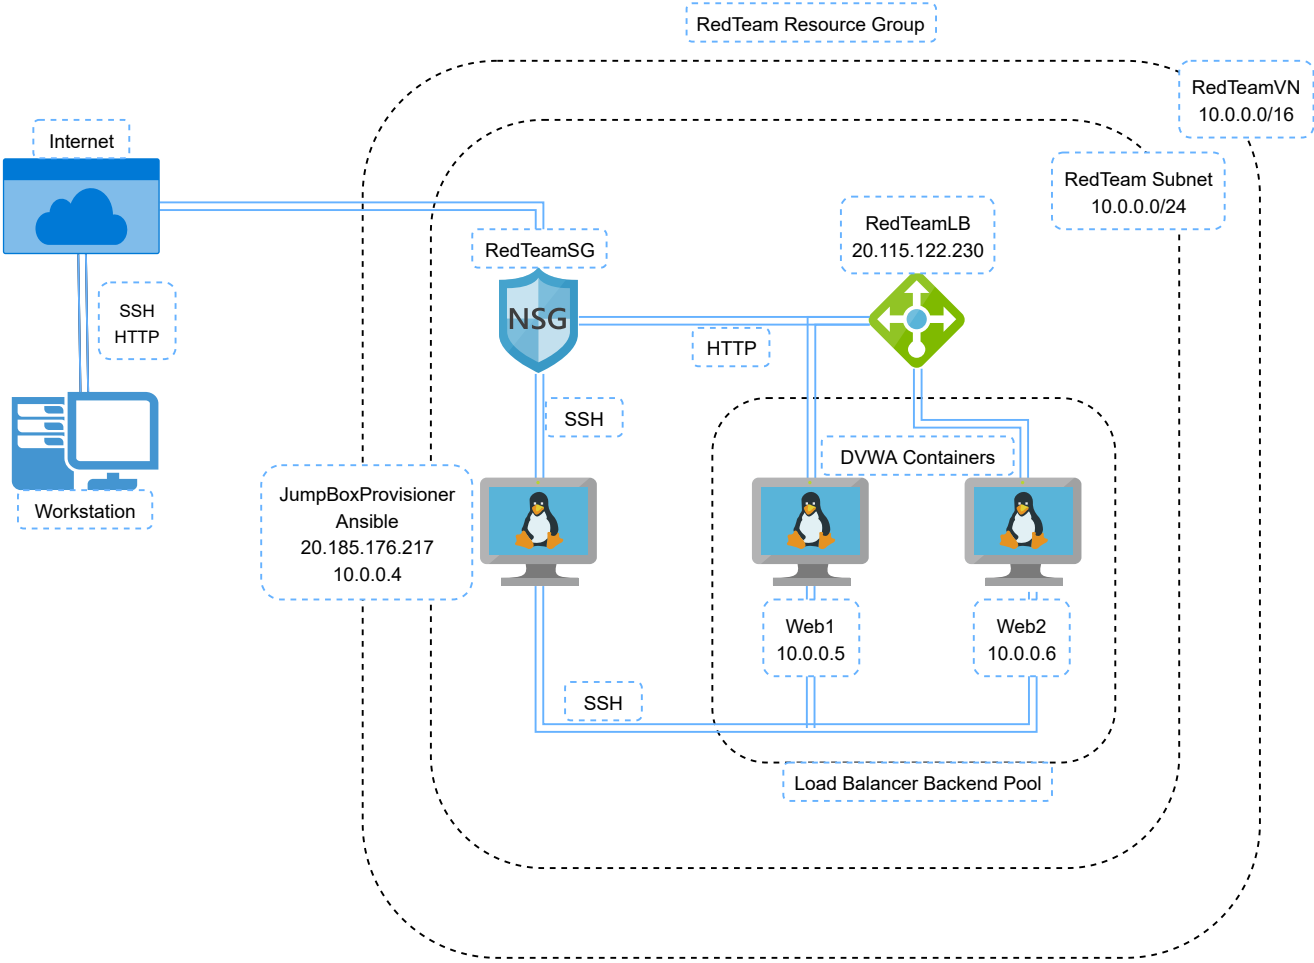 RedTeam Resource Group
RedTeamVN
10.0.0.0/16
Internet
RedTeam Subnet
10.0.0.0/24
RedTeamLB
20.115.122.230
RedTeamSG
NSG
SSH
HTTP
HTTP
SSH
DVWA Containers
JumpBoxProvisioner
Ansible
20.185.176.217
10.0.0.4
Workstation
Web1
10.0.0.5
Web2
10.0.0.6
SSH
Load Balancer Backend Pool